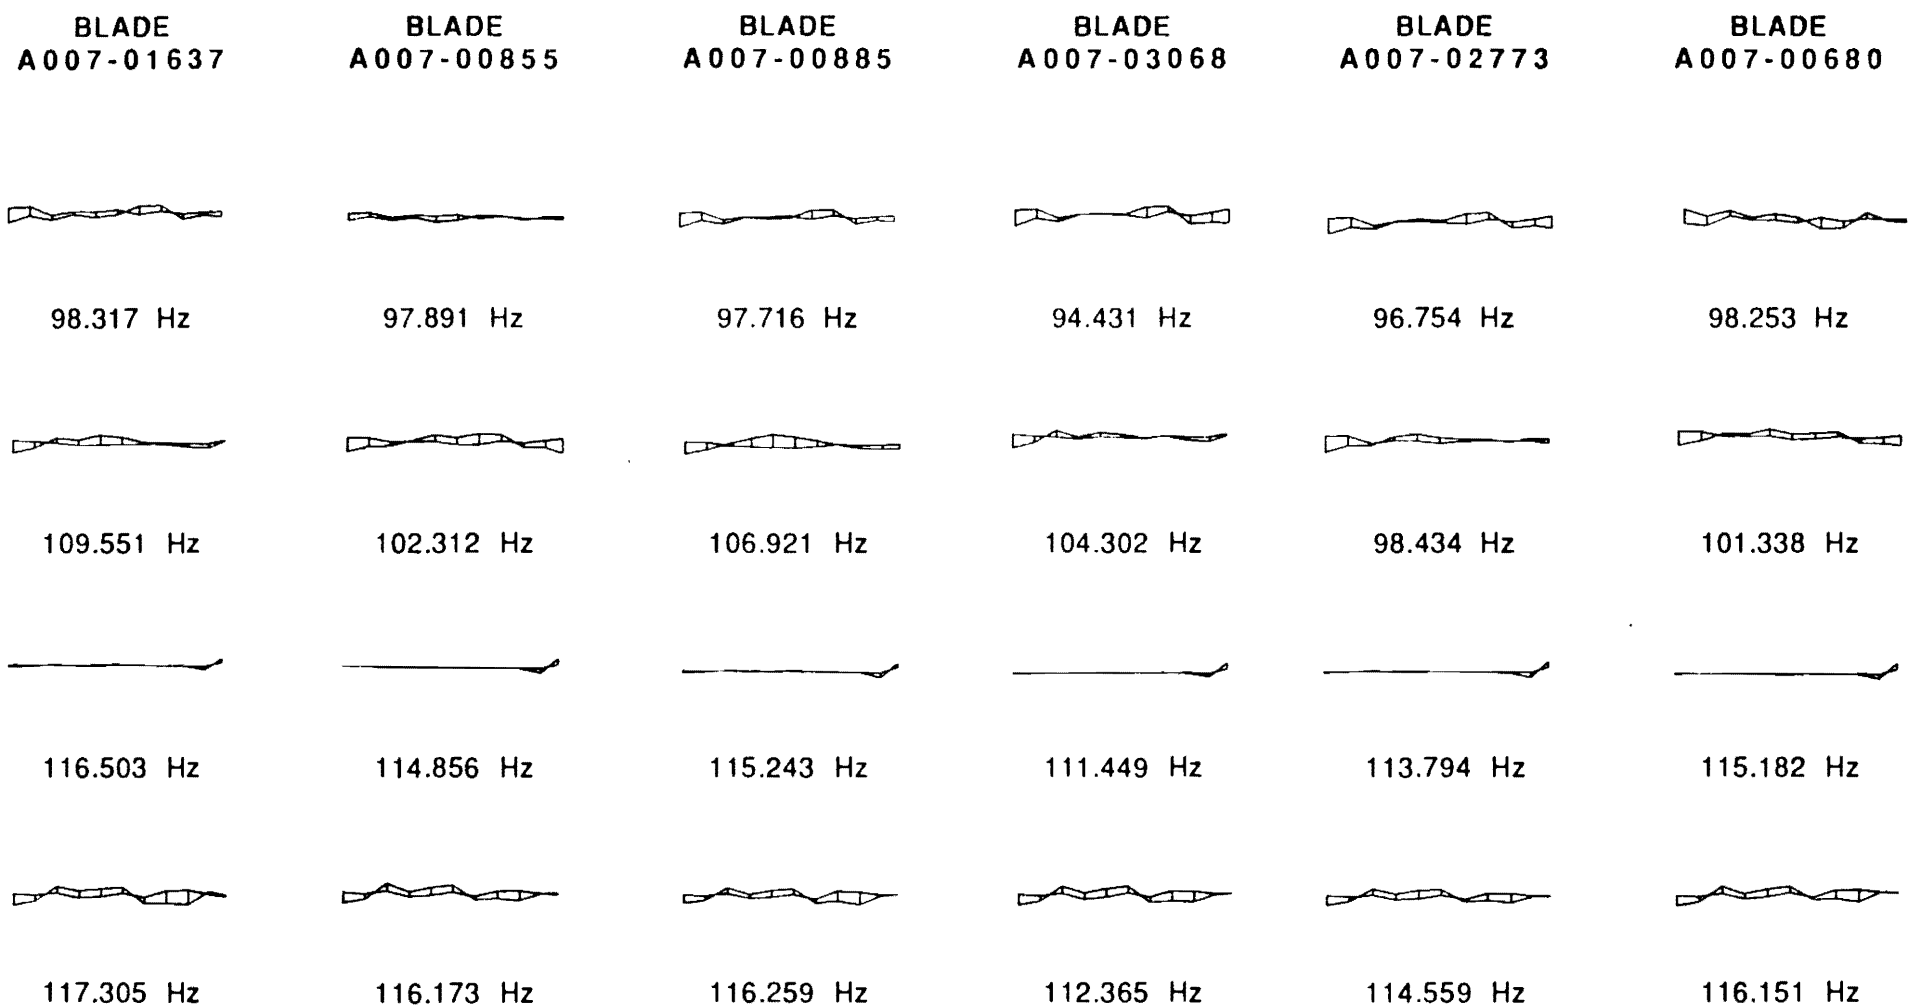 BLADE BLADE BLADE BLADE BLADE BLADE
A007-01637 A007-00855 A007-00885 A007-03068 A007-02773 A007-00680
98.317 Hz 97.891 Hz 97.716 Hz 94.431 Hz 96.754 Hz 98.253 Hz
109.551 Hz 102.312 Hz 106.921 Hz 104.302 Hz 98.434 Hz 101.338 Hz
116.503 Hz 114.856 Hz 115.243 Hz 111.449 Hz 113.794 Hz 115.182 Hz
117.305 Hz 116.173 Hz 116.259 Hz 112.365 Hz 114.559 Hz 116.151 Hz